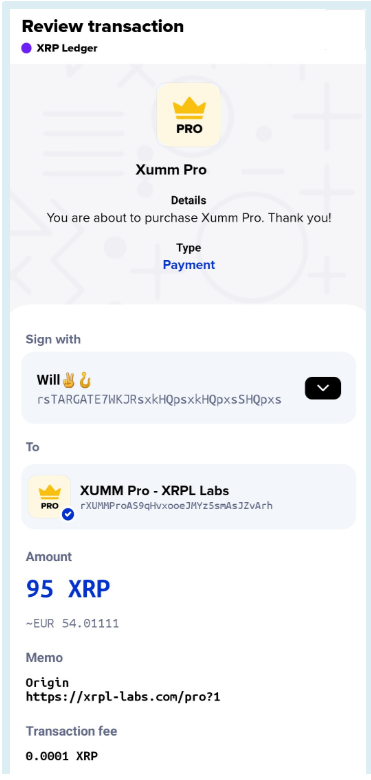 Review transaction
XRP Ledger
PRO
Xumm Pro
Details
You are about to purchase Xumm Pro. Thank you!
Type
Payment
Sign with
Will✌️🪝
rsTARGATE7WKJRsxkHQpsxkHQpxsSHQpxs
To
PRO
XUMM Pro - XRPL Labs
rXUMMProAS9qHvxooeJMYz5smAsJZvArh
Amount
95 XRP
~EUR 54.01111
Memo
Origin
https://xrpl-labs.com/pro?1
Transaction fee
0.0001 XRP